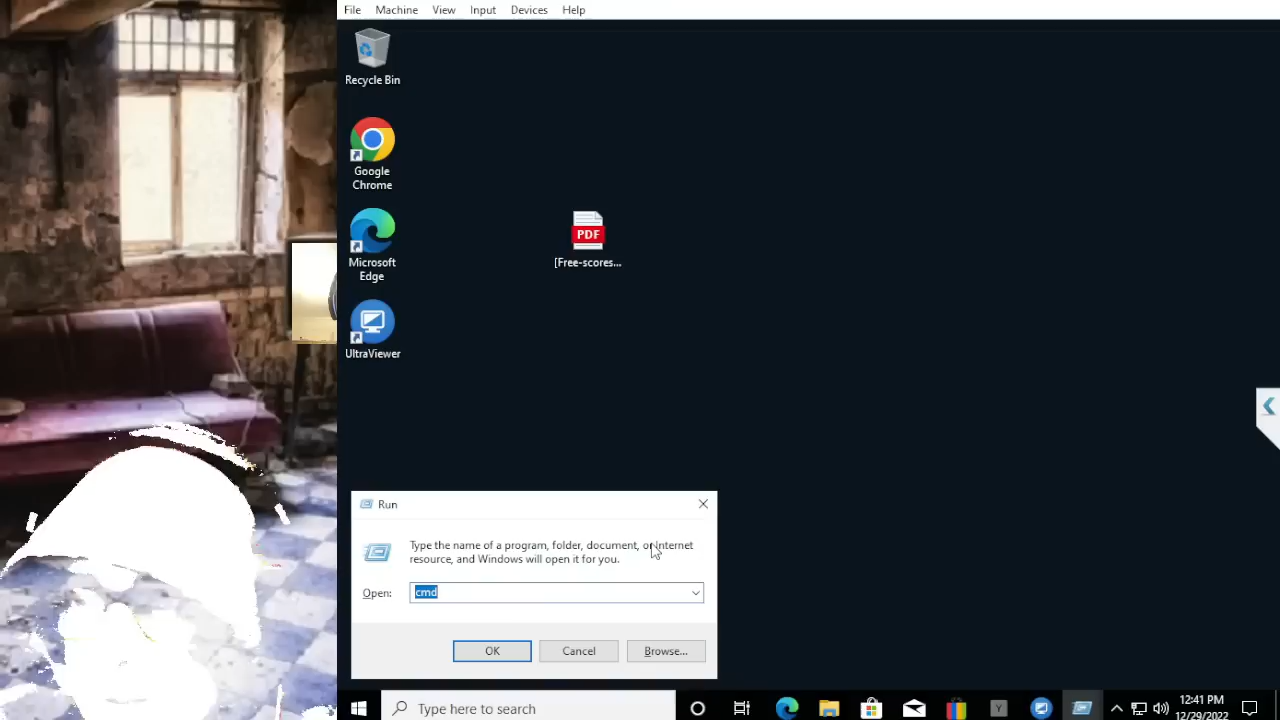 File Machine View Input Devices Help
Recycle Bin
Google
Chrome
Microsoft
Edge
PDF
[Free-scores...
UltraViewer
Run
Type the name of a program, folder, document, or Internet
resource, and Windows will open it for you.
Open: cmd
OK Cancel Browse...
Type here to search
12:41 PM
12/29/2022